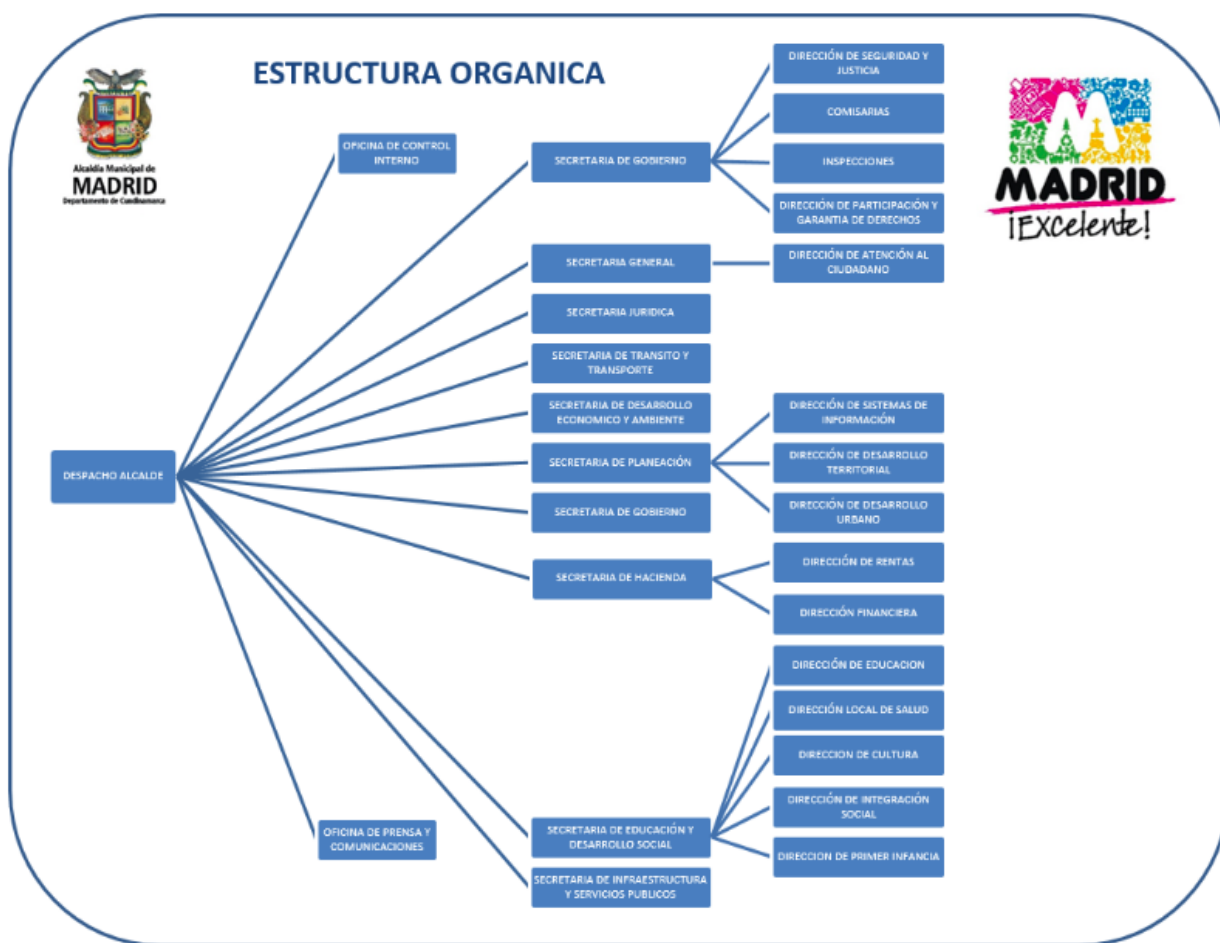 ESTRUCTURA ORGANICA
Alcaldía Municipal de
MADRID
Departamento de Cundinamarca
MADRID
¡Excelente!
DESPACHO ALCALDE
OFICINA DE CONTROL
INTERNO
OFICINA DE PRENSA Y
COMUNICACIONES
SECRETARIA DE GOBIERNO
DIRECCIÓN DE SEGURIDAD Y
JUSTICIA
COMISARIAS
INSPECCIONES
DIRECCIÓN DE PARTICIPACIÓN Y
GARANTIA DE DERECHOS
SECRETARIA GENERAL
DIRECCIÓN DE ATENCIÓN AL
CIUDADANO
SECRETARIA JURIDICA
SECRETARIA DE TRANSITO Y
TRANSPORTE
SECRETARIA DE DESARROLLO
ECONOMICO Y AMBIENTE
SECRETARIA DE PLANEACIÓN
DIRECCIÓN DE SISTEMAS DE
INFORMACIÓN
DIRECCIÓN DE DESARROLLO
TERRITORIAL
DIRECCIÓN DE DESARROLLO
URBANO
SECRETARIA DE GOBIERNO
SECRETARIA DE HACIENDA
DIRECCIÓN DE RENTAS
DIRECCIÓN FINANCIERA
SECRETARIA DE EDUCACIÓN Y
DESARROLLO SOCIAL
DIRECCIÓN DE EDUCACION
DIRECCIÓN LOCAL DE SALUD
DIRECCION DE CULTURA
DIRECCIÓN DE INTEGRACIÓN
SOCIAL
DIRECCION DE PRIMER INFANCIA
SECRETARIA DE INFRAESTRUCTURA
Y SERVICIOS PUBLICOS